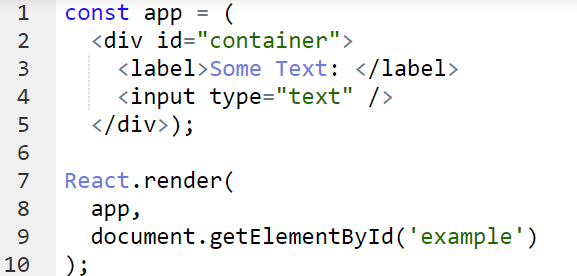 1 const app = (
2   <div id="container">
3     <label>Some Text: </label>
4     <input type="text" />
5   </div>);
6
7 React.render(
8   app,
9   document.getElementById('example')
10 );